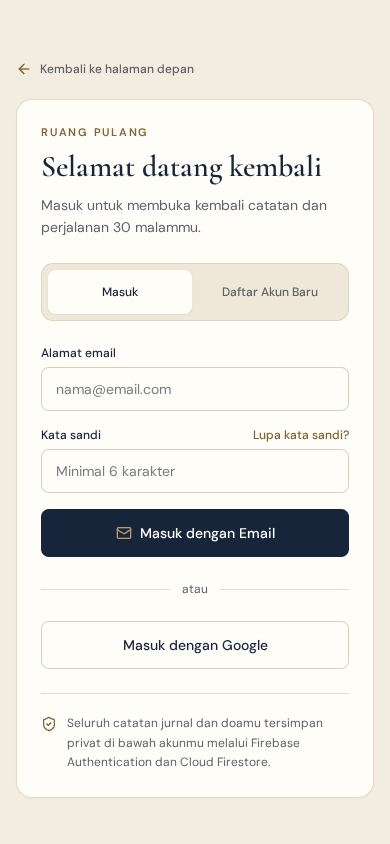 Kembali ke halaman depan
RUANG PULANG
Selamat datang kembali
Masuk untuk membuka kembali catatan dan
perjalanan 30 malammu.
Masuk
Daftar Akun Baru
Alamat email
nama@email.com
Kata sandi
Lupa kata sandi?
Minimal 6 karakter
Masuk dengan Email
atau
Masuk dengan Google
Seluruh catatan jurnal dan doamu tersimpan
privat di bawah akunmu melalui Firebase
Authentication dan Cloud Firestore.